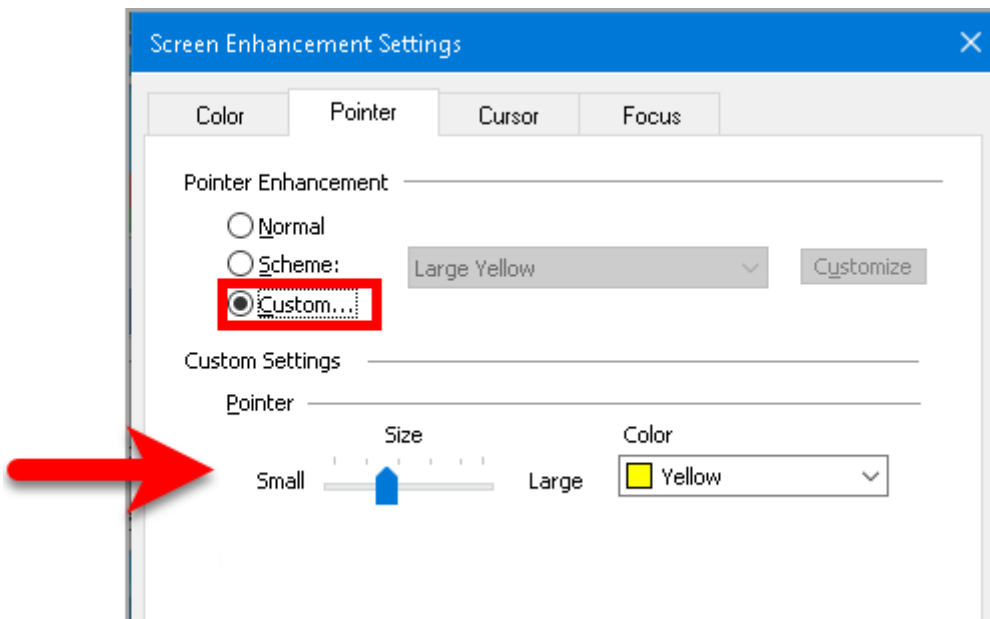 Screen Enhancement Settings
Color Pointer Cursor Focus
Pointer Enhancement
Normal
Scheme: Large Yellow Customize
Custom...
Custom Settings
Pointer
Size Color
Small Large Yellow